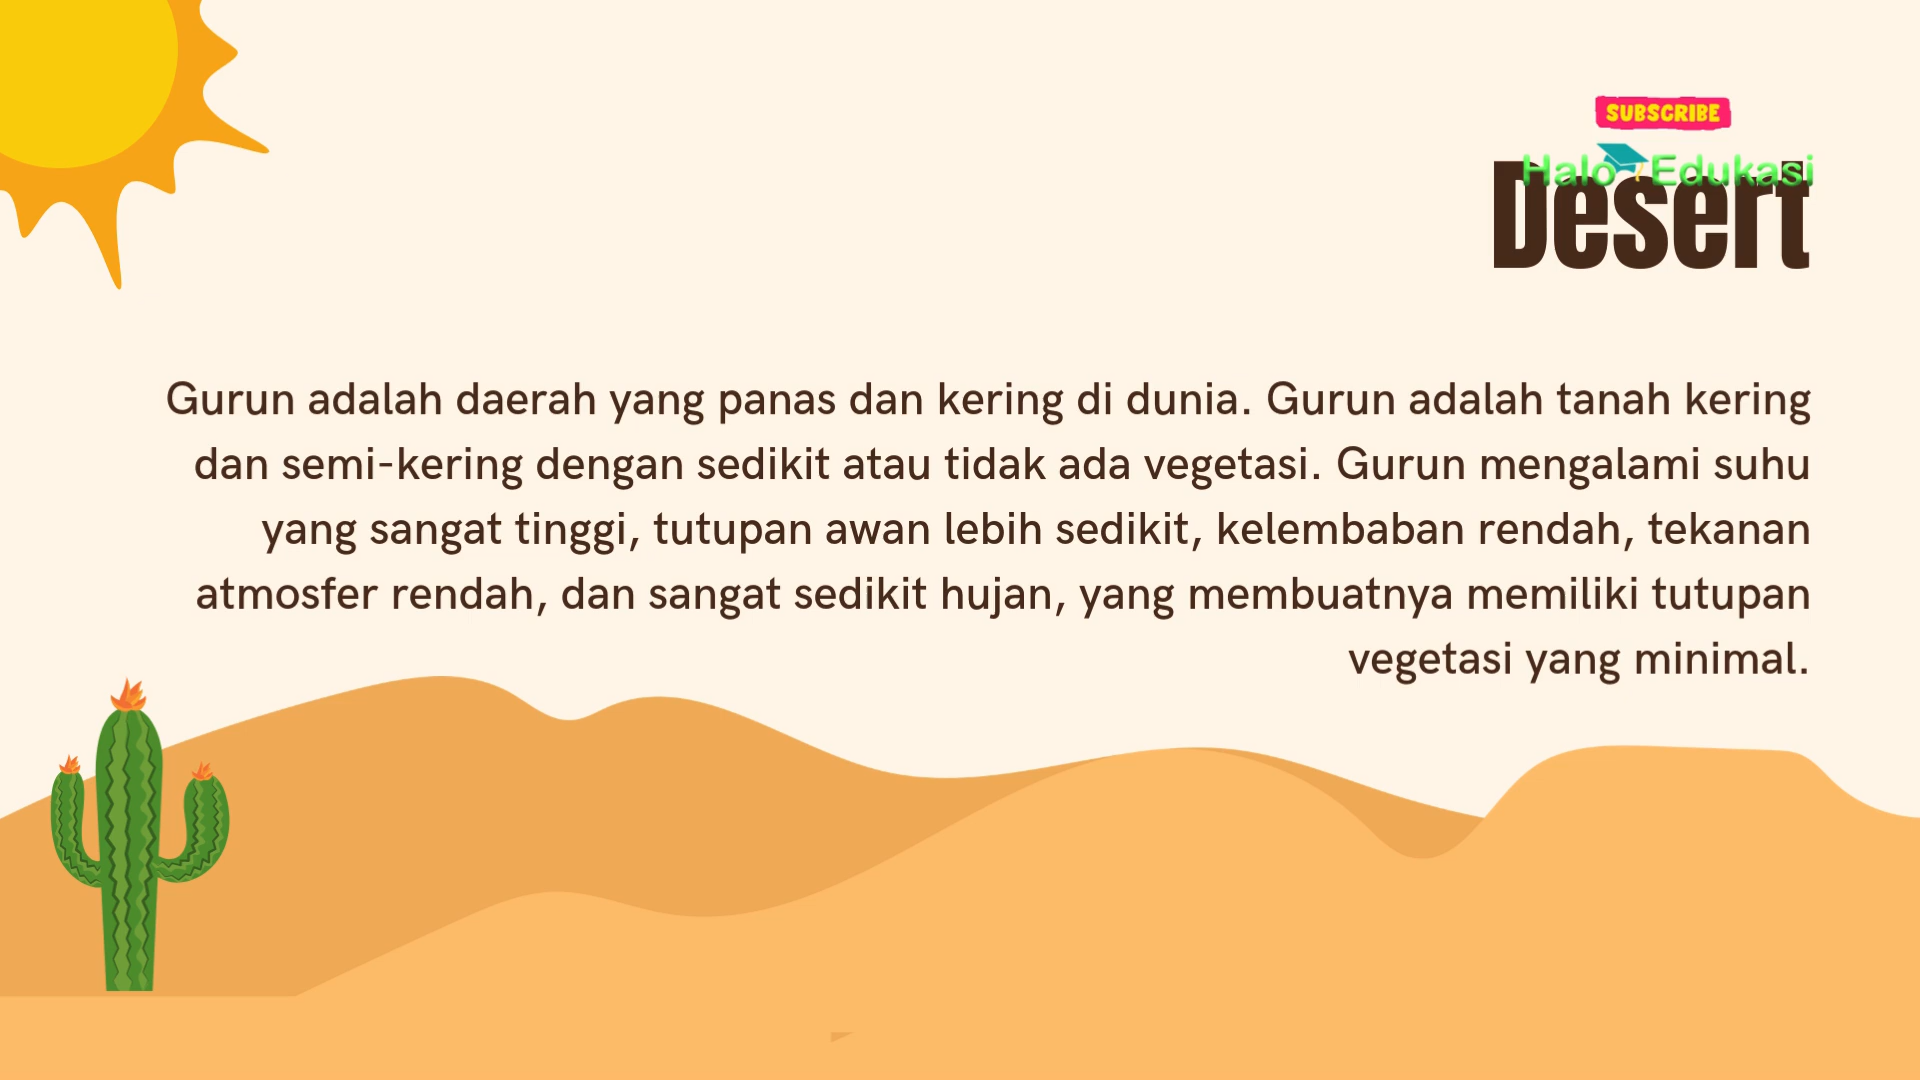 SUBSCRIBE
Halo Edukasi
Desert
Gurun adalah daerah yang panas dan kering di dunia. Gurun adalah tanah kering
dan semi-kering dengan sedikit atau tidak ada vegetasi. Gurun mengalami suhu
yang sangat tinggi, tutupan awan lebih sedikit, kelembaban rendah, tekanan
atmosfer rendah, dan sangat sedikit hujan, yang membuatnya memiliki tutupan
vegetasi yang minimal.